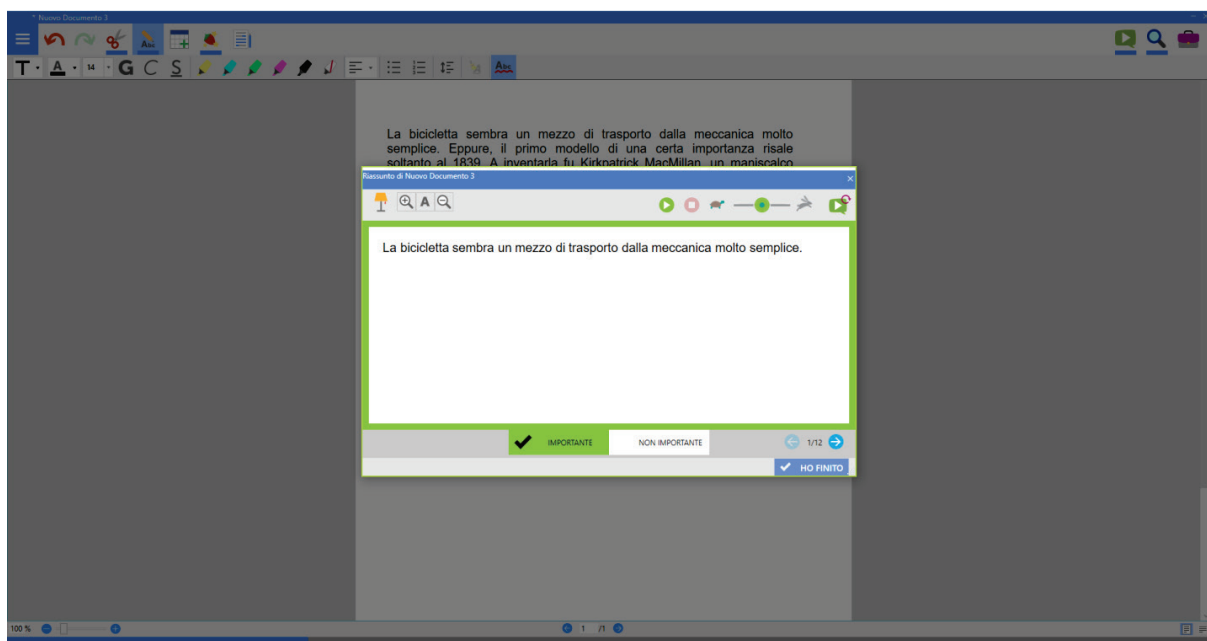 * Nuovo Documento 3
Abc
T A 14 G C S Abc
La bicicletta sembra un mezzo di trasporto dalla meccanica molto
semplice. Eppure, il primo modello di una certa importanza risale
soltanto al 1839. A inventarla fu Kirkpatrick MacMillan, un maniscalco
Riassunto di Nuovo Documento 3
A
La bicicletta sembra un mezzo di trasporto dalla meccanica molto semplice.
IMPORTANTE NON IMPORTANTE 1/12
HO FINITO
100 % 1 /1